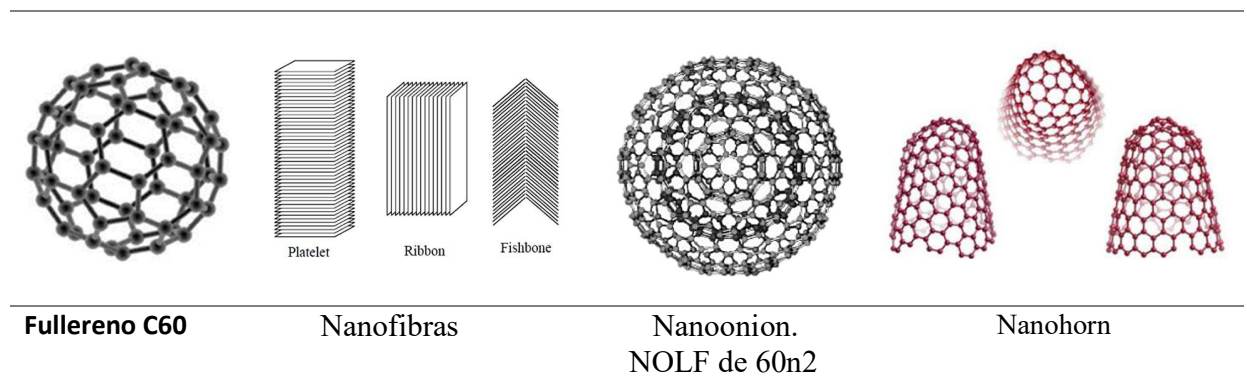 Platelet
Ribbon
Fishbone
Fullereno C60
Nanofibras
Nanoonion.
NOLF de 60n2
Nanohorn